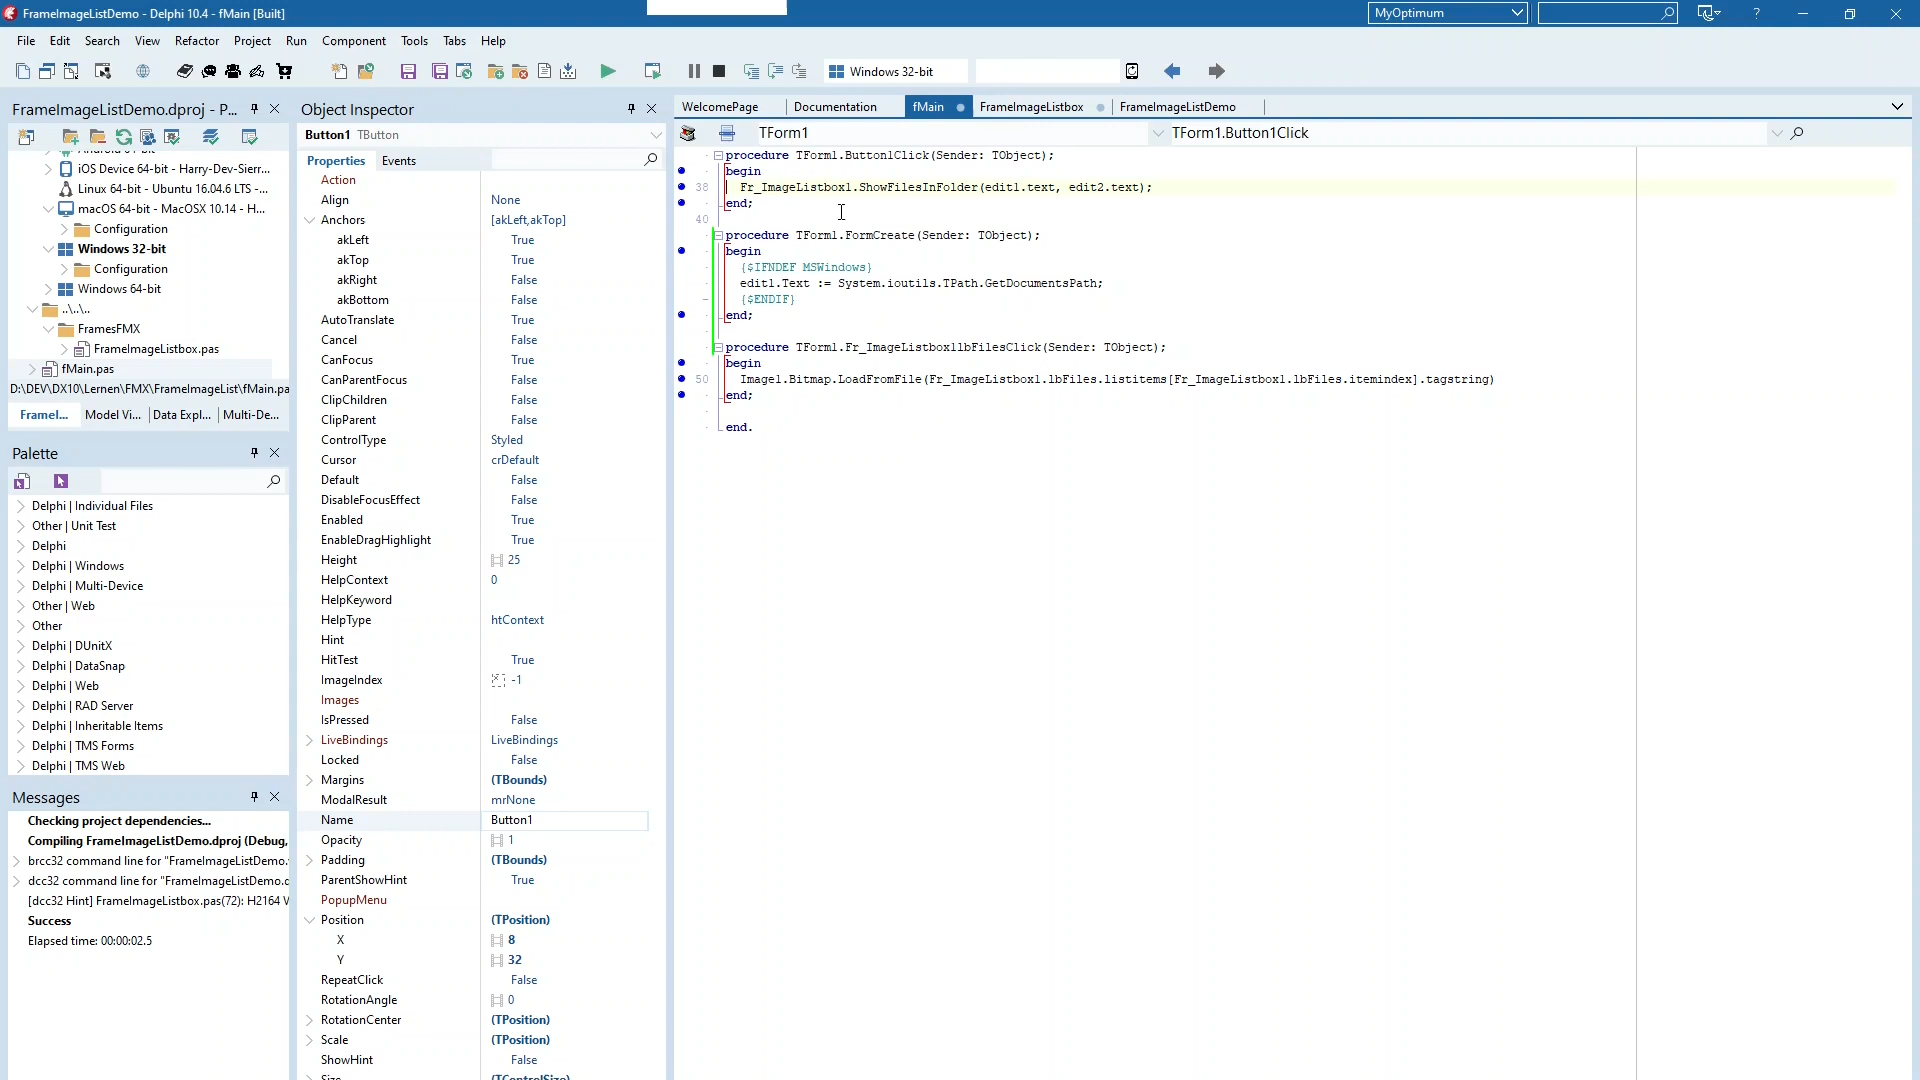 FrameImageListDemo - Delphi 10.4 - fMain [Built]
MyOptimum
?
File Edit Search View Refactor Project Run Component Tools Tabs Help
Windows 32-bit
FrameImageListDemo.dproj - P...
iOS Device 64-bit - Harry-Dev-Sierr...
Linux 64-bit - Ubuntu 16.04.6 LTS -...
macOS 64-bit - MacOSX 10.14 - H...
Configuration
Windows 32-bit
Configuration
Windows 64-bit
..\..\..
FramesFMX
FrameImageListbox.pas
fMain.pas
D:\DEV\DX10\Lernen\FMX\FrameImageList\fMain.pa
FrameI... Model Vi... Data Expl... Multi-De...
Palette
Delphi | Individual Files
Other | Unit Test
Delphi
Delphi | Windows
Delphi | Multi-Device
Other | Web
Other
Delphi | DUnitX
Delphi | DataSnap
Delphi | Web
Delphi | RAD Server
Delphi | Inheritable Items
Delphi | TMS Forms
Delphi | TMS Web
Messages
Checking project dependencies...
Compiling FrameImageListDemo.dproj (Debug,
brcc32 command line for "FrameImageListDemo.
dcc32 command line for "FrameImageListDemo.d
[dcc32 Hint] FrameImageListbox.pas(72): H2164 V
Success
Elapsed time: 00:00:02.5
Object Inspector
Button1 TButton
Properties Events
Action
Align None
Anchors [akLeft,akTop]
akLeft True
akTop True
akRight False
akBottom False
AutoTranslate True
Cancel False
CanFocus True
CanParentFocus False
ClipChildren False
ClipParent False
ControlType Styled
Cursor crDefault
Default False
DisableFocusEffect False
Enabled True
EnableDragHighlight True
Height 25
HelpContext 0
HelpKeyword
HelpType htContext
Hint
HitTest True
ImageIndex -1
Images
IsPressed False
LiveBindings LiveBindings
Locked False
Margins (TBounds)
ModalResult mrNone
Name Button1
Opacity 1
Padding (TBounds)
ParentShowHint True
PopupMenu
Position (TPosition)
X 8
Y 32
RepeatClick False
RotationAngle 0
RotationCenter (TPosition)
Scale (TPosition)
ShowHint False
Size (TControlSize)
WelcomePage Documentation fMain FrameImageListbox FrameImageListDemo
TForm1 TForm1.Button1Click
procedure TForm1.Button1Click(Sender: TObject);
begin
38 Fr_ImageListbox1.ShowFilesInFolder(edit1.text, edit2.text);
end;
40
procedure TForm1.FormCreate(Sender: TObject);
begin
{$IFNDEF MSWindows}
edit1.Text := System.ioutils.TPath.GetDocumentsPath;
{$ENDIF}
end;
procedure TForm1.Fr_ImageListbox1lbFilesClick(Sender: TObject);
begin
50 Image1.Bitmap.LoadFromFile(Fr_ImageListbox1.lbFiles.listitems[Fr_ImageListbox1.lbFiles.itemindex].tagstring)
end;
end.